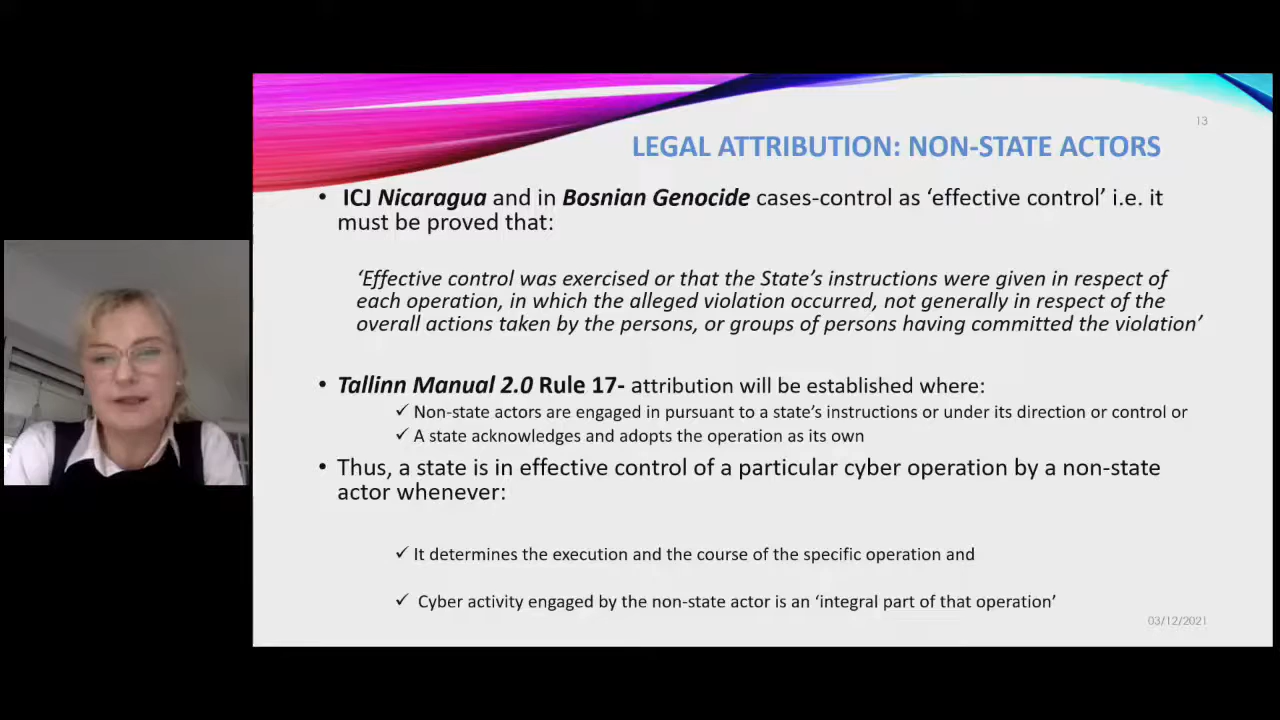 13
LEGAL ATTRIBUTION: NON-STATE ACTORS
• ICJ Nicaragua and in Bosnian Genocide cases-control as ‘effective control’ i.e. it
must be proved that:
‘Effective control was exercised or that the State’s instructions were given in respect of
each operation, in which the alleged violation occurred, not generally in respect of the
overall actions taken by the persons, or groups of persons having committed the violation’
• Tallinn Manual 2.0 Rule 17- attribution will be established where:
✓ Non-state actors are engaged in pursuant to a state’s instructions or under its direction or control or
✓ A state acknowledges and adopts the operation as its own
• Thus, a state is in effective control of a particular cyber operation by a non-state
actor whenever:
✓ It determines the execution and the course of the specific operation and
✓ Cyber activity engaged by the non-state actor is an ‘integral part of that operation’
03/12/2021